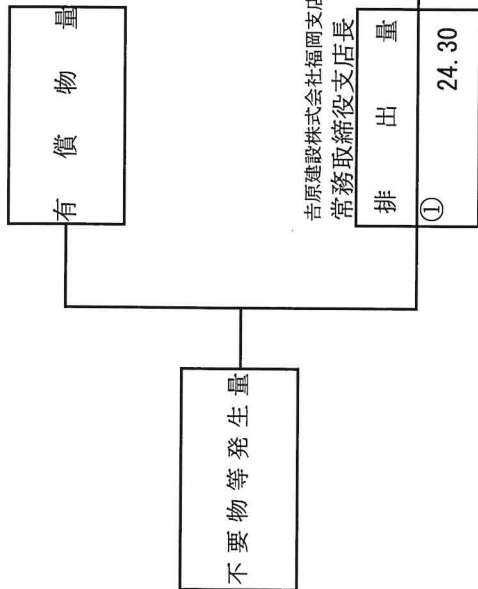 有償物量
吉原建設株式会社福岡支店
常務取締役支店長
排出量
①
24.30
不要物等発生量